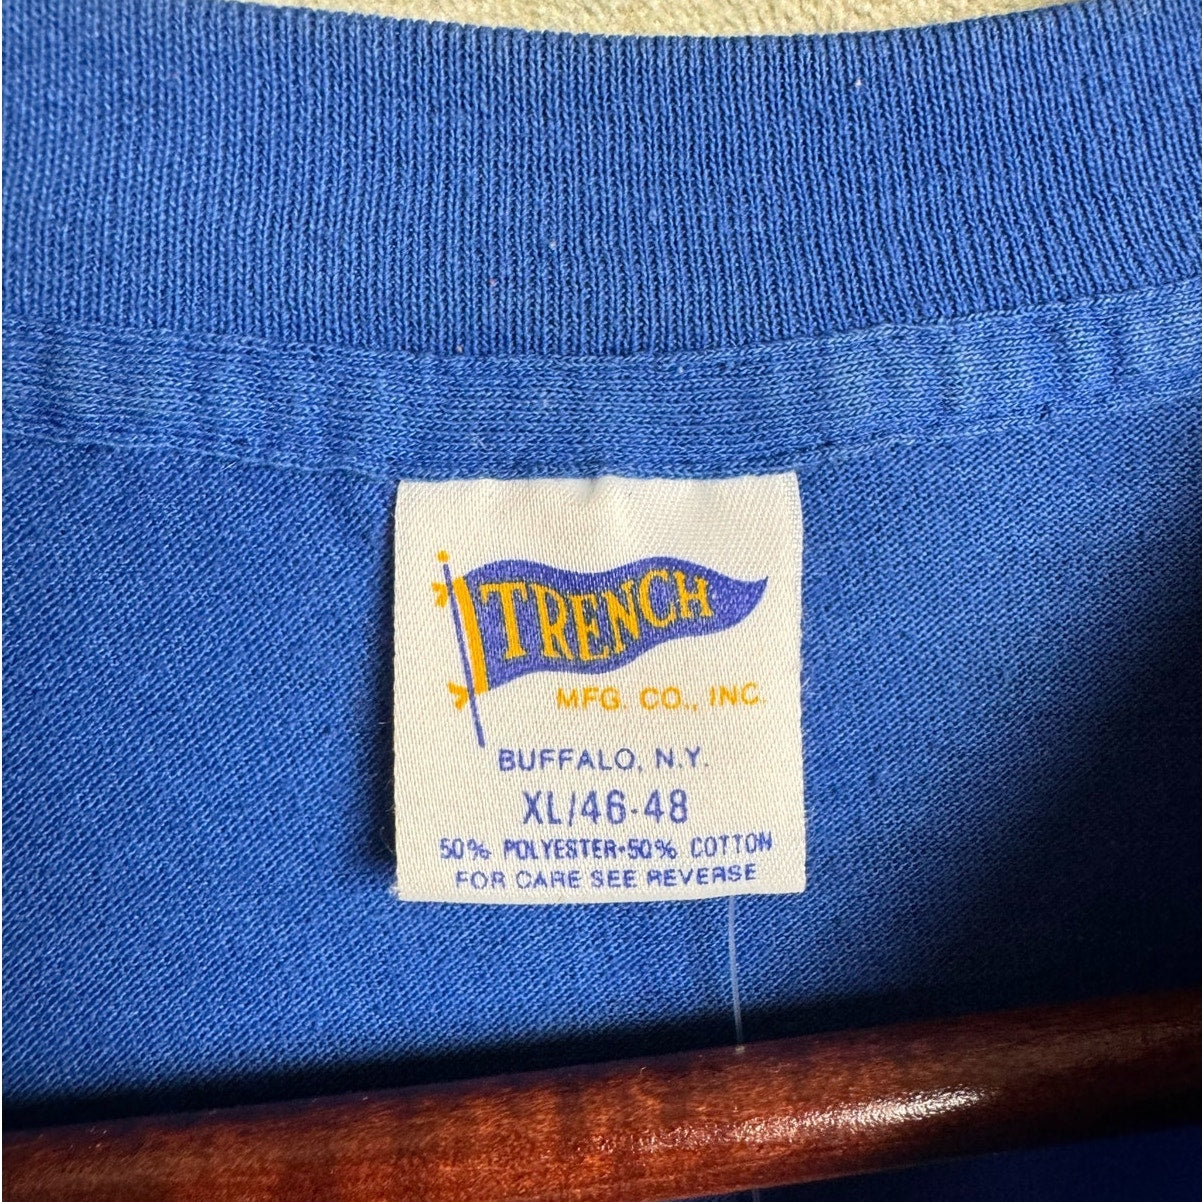 TRENCH
MFG. CO., INC.
BUFFALO, N.Y.
XL/46-48
50% POLYESTER•50% COTTON
FOR CARE SEE REVERSE